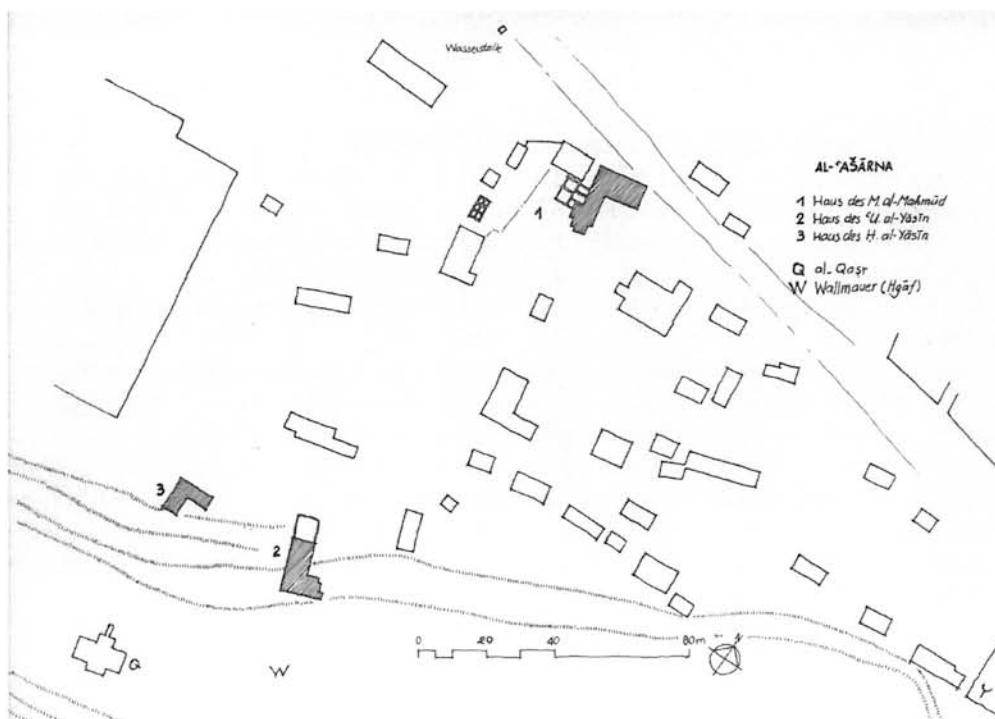 Wasserstelle
AL-ʿAŠĀRNA
1 Haus des M. al-Maḥmūd
2 Haus des ʿU. al-Yāsīn
3 Haus des Ḥ. al-Yāsīn
Q al-Qaṣr
W Wallmauer (Ḥgāf)
1
3
2
Q
W
0 20 40 80m
N
Y